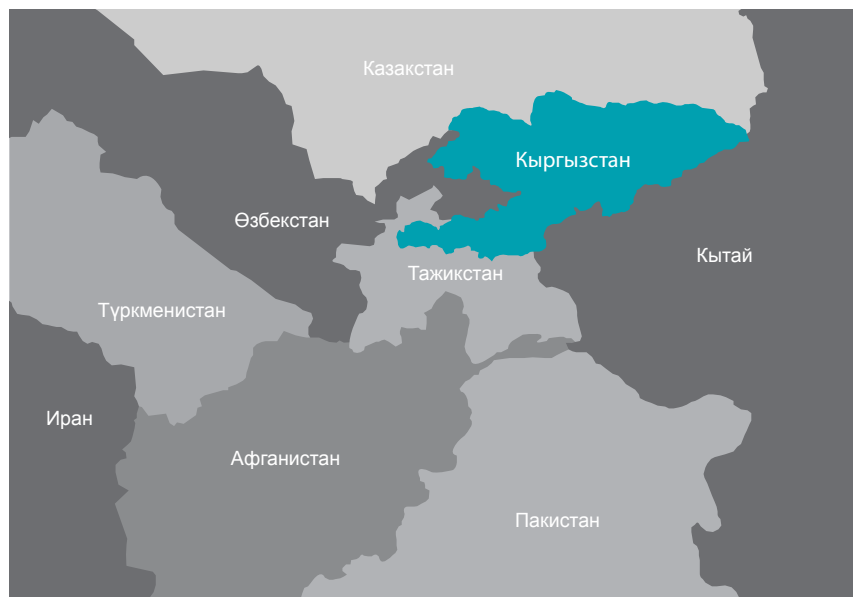 Казакстан
Кыргызстан
Өзбекстан
Кытай
Тажикстан
Түркменистан
Иран
Афганистан
Пакистан